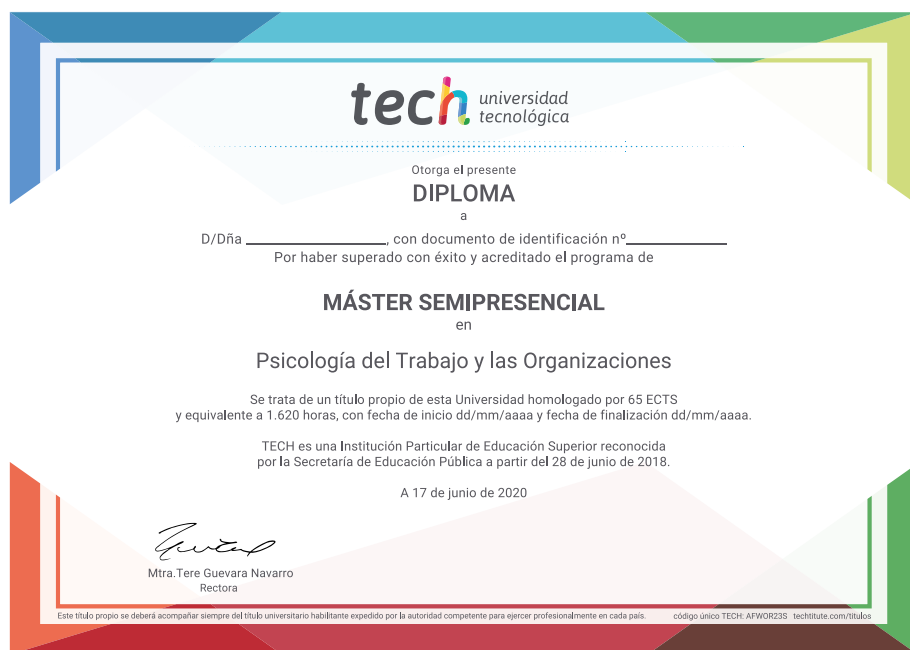 tech universidad
tecnológica
Otorga el presente
DIPLOMA
a
D/Dña ____________________, con documento de identificación nº______________
Por haber superado con éxito y acreditado el programa de
MÁSTER SEMIPRESENCIAL
en
Psicología del Trabajo y las Organizaciones
Se trata de un título propio de esta Universidad homologado por 65 ECTS
y equivalente a 1.620 horas, con fecha de inicio dd/mm/aaaa y fecha de finalización dd/mm/aaaa.
TECH es una Institución Particular de Educación Superior reconocida
por la Secretaría de Educación Pública a partir del 28 de junio de 2018.
A 17 de junio de 2020
Mtra.Tere Guevara Navarro
Rectora
Este título propio se deberá acompañar siempre del título universitario habilitante expedido por la autoridad competente para ejercer profesionalmente en cada país. código único TECH: AFWOR23S techtitute.com/titulos